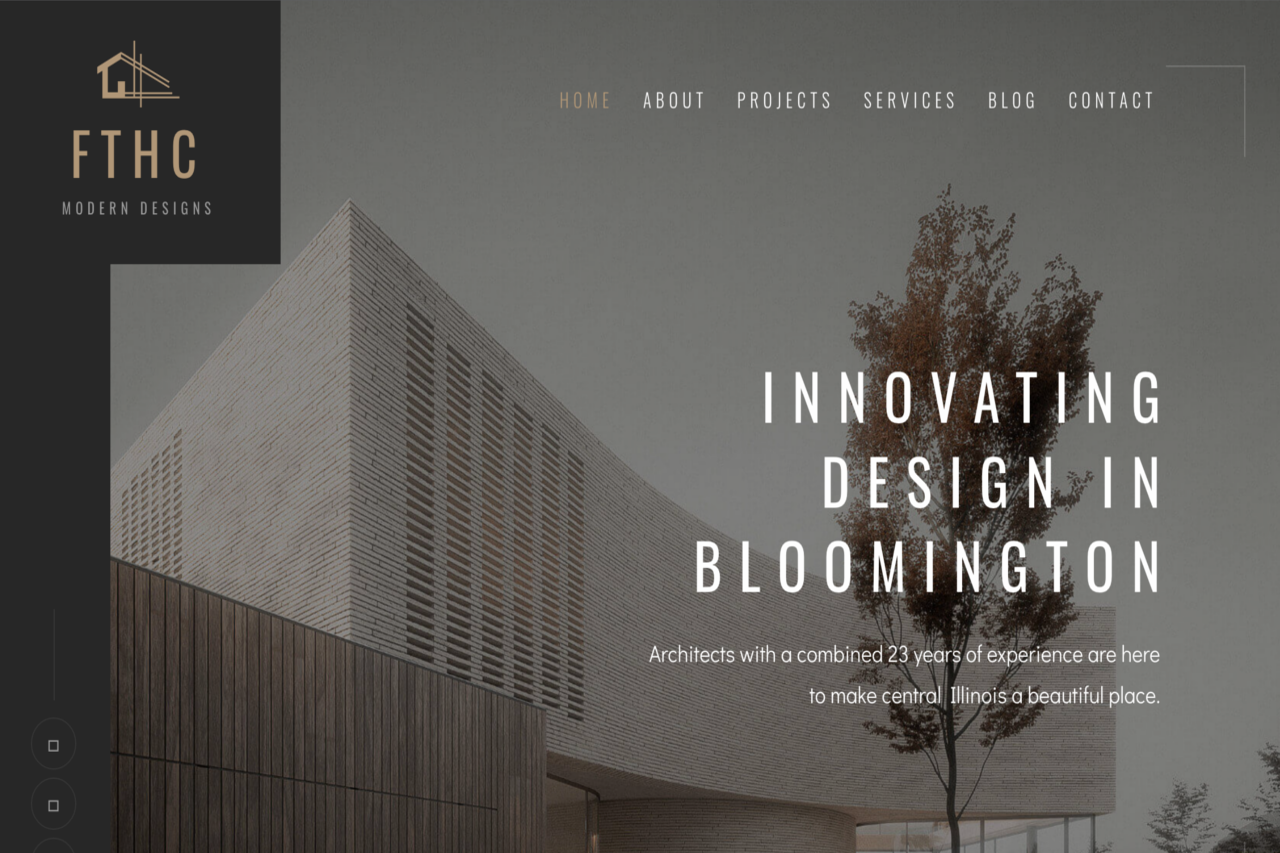 FTHC
MODERN DESIGNS
HOME ABOUT PROJECTS SERVICES BLOG CONTACT
INNOVATING
DESIGN IN
BLOOMINGTON
Architects with a combined 23 years of experience are here
to make central Illinois a beautiful place.